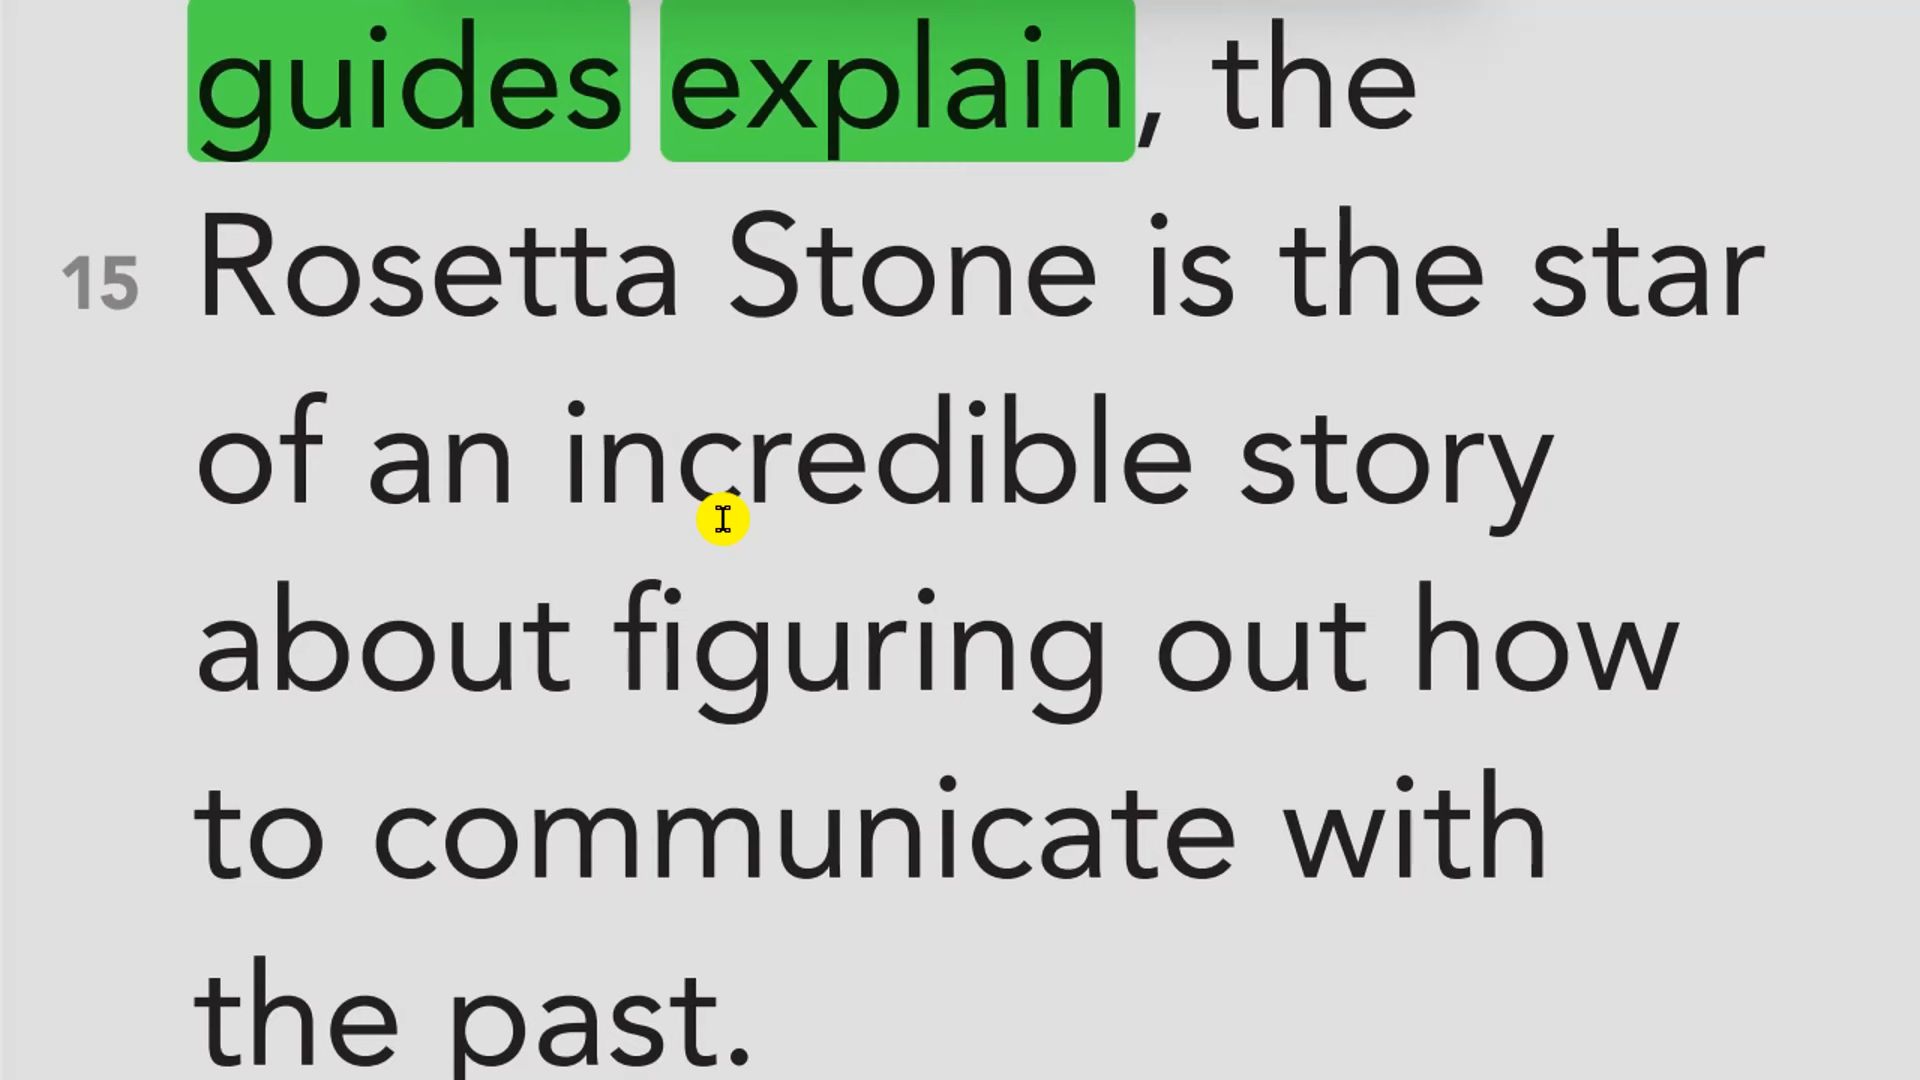 guides explain, the
15 Rosetta Stone is the star
of an incredible story
about figuring out how
to communicate with
the past.